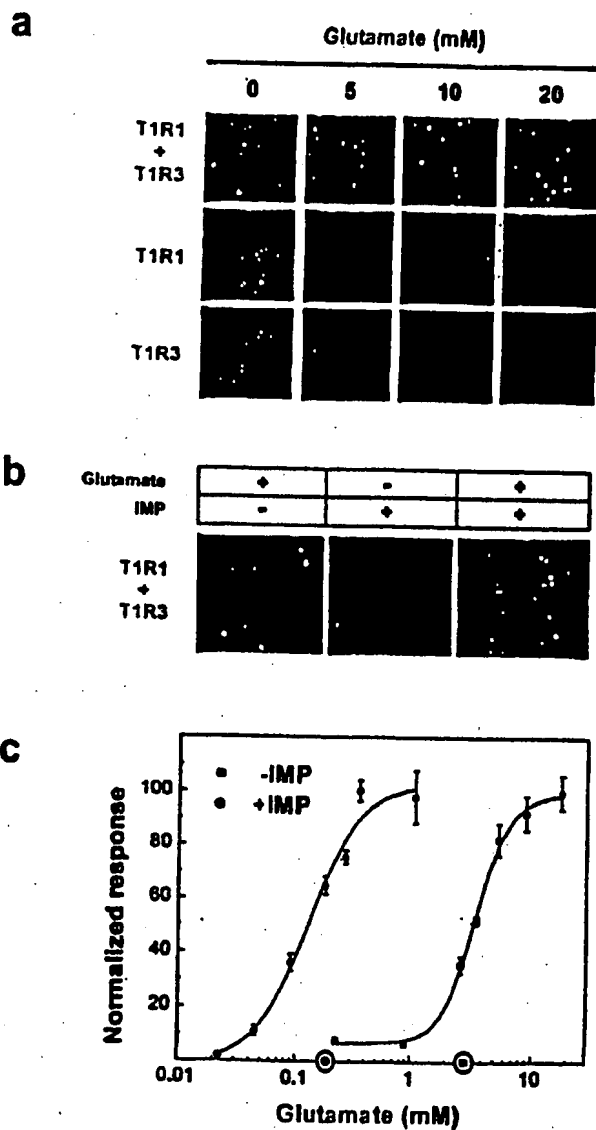 a
Glutamate (mM)
0 5 10 20
T1R1
+
T1R3
T1R1
T1R3
b
Glutamate + - +
IMP - + +
T1R1
+
T1R3
c
Normalized response
100
80
60
40
20
-IMP
+IMP
0.01 0.1 1 10
Glutamate (mM)